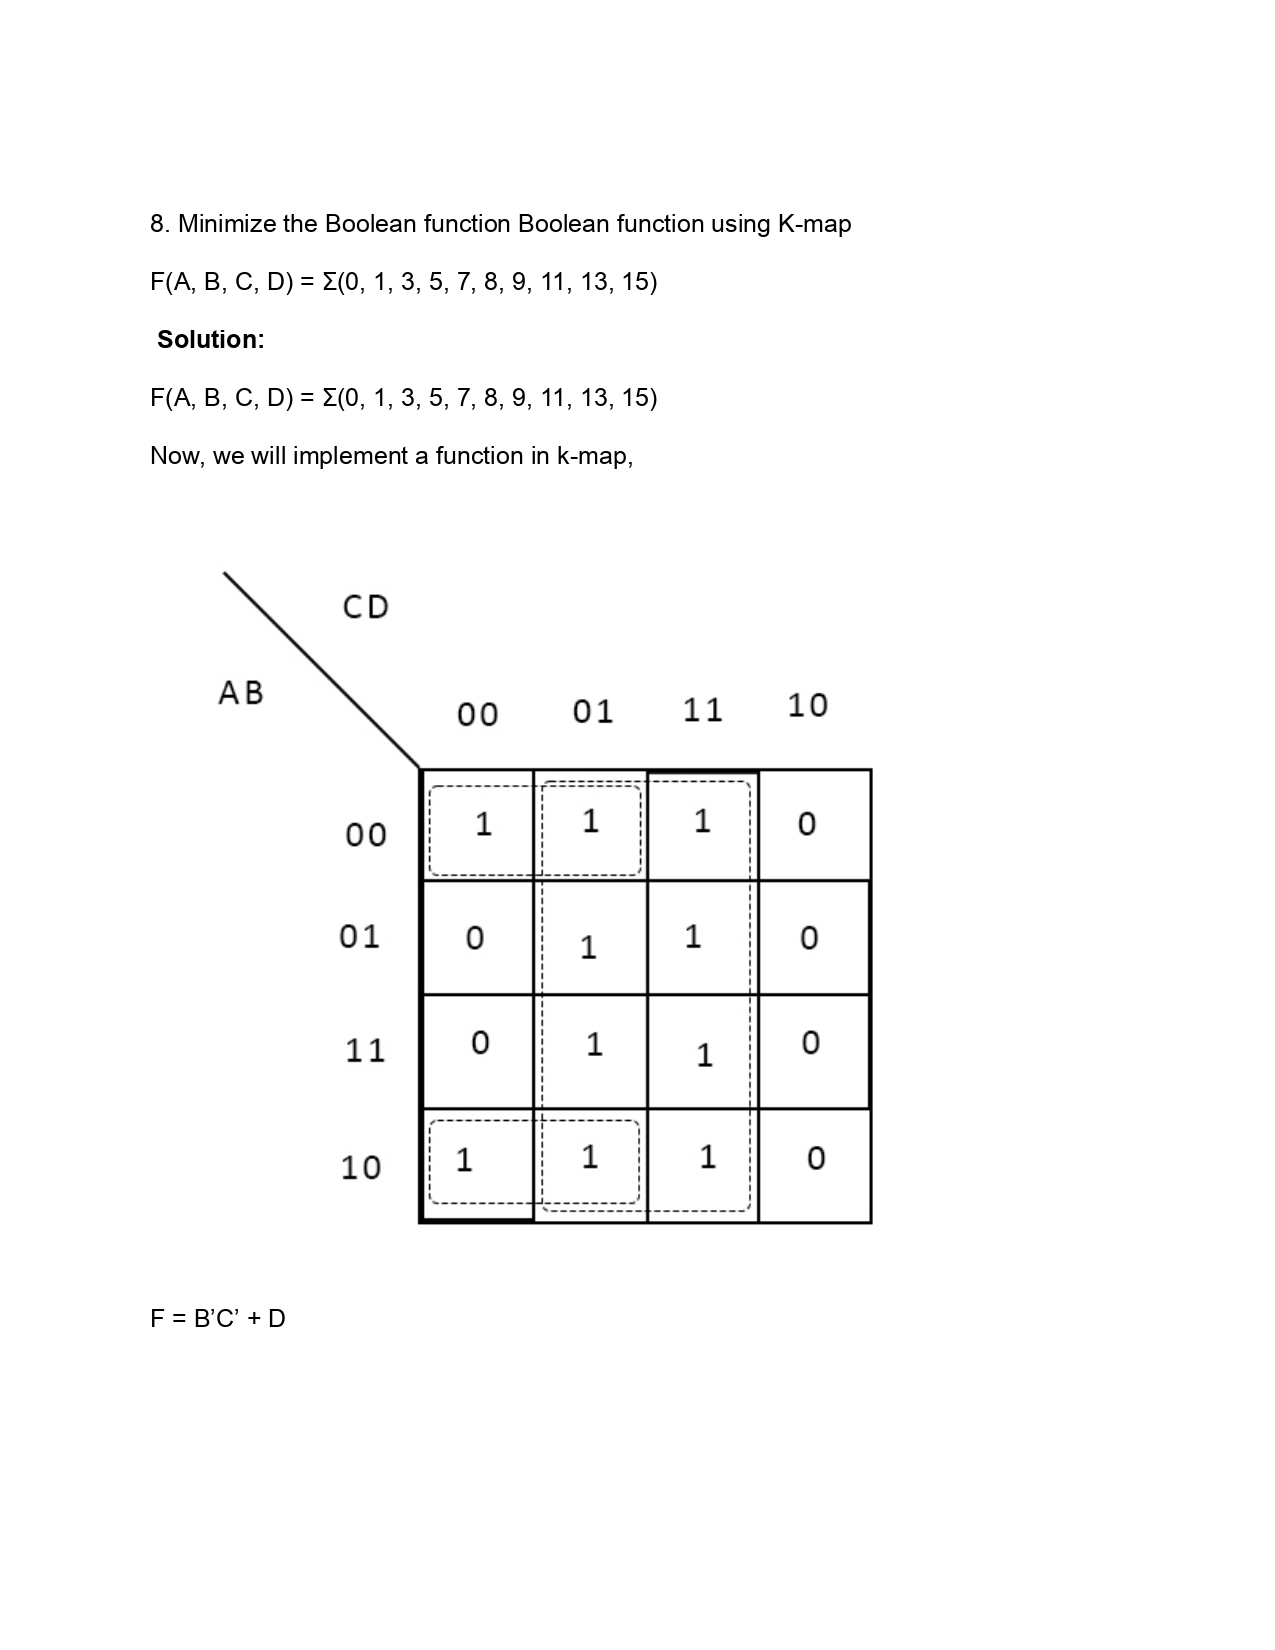 8. Minimize the Boolean function Boolean function using K-map
F(A, B, C, D) = Σ(0, 1, 3, 5, 7, 8, 9, 11, 13, 15)
Solution:
F(A, B, C, D) = Σ(0, 1, 3, 5, 7, 8, 9, 11, 13, 15)
Now, we will implement a function in k-map,
CD
AB
00 01 11 10
00 1 1 1 0
01 0 1 1 0
11 0 1 1 0
10 1 1 1 0
F = B’C’ + D